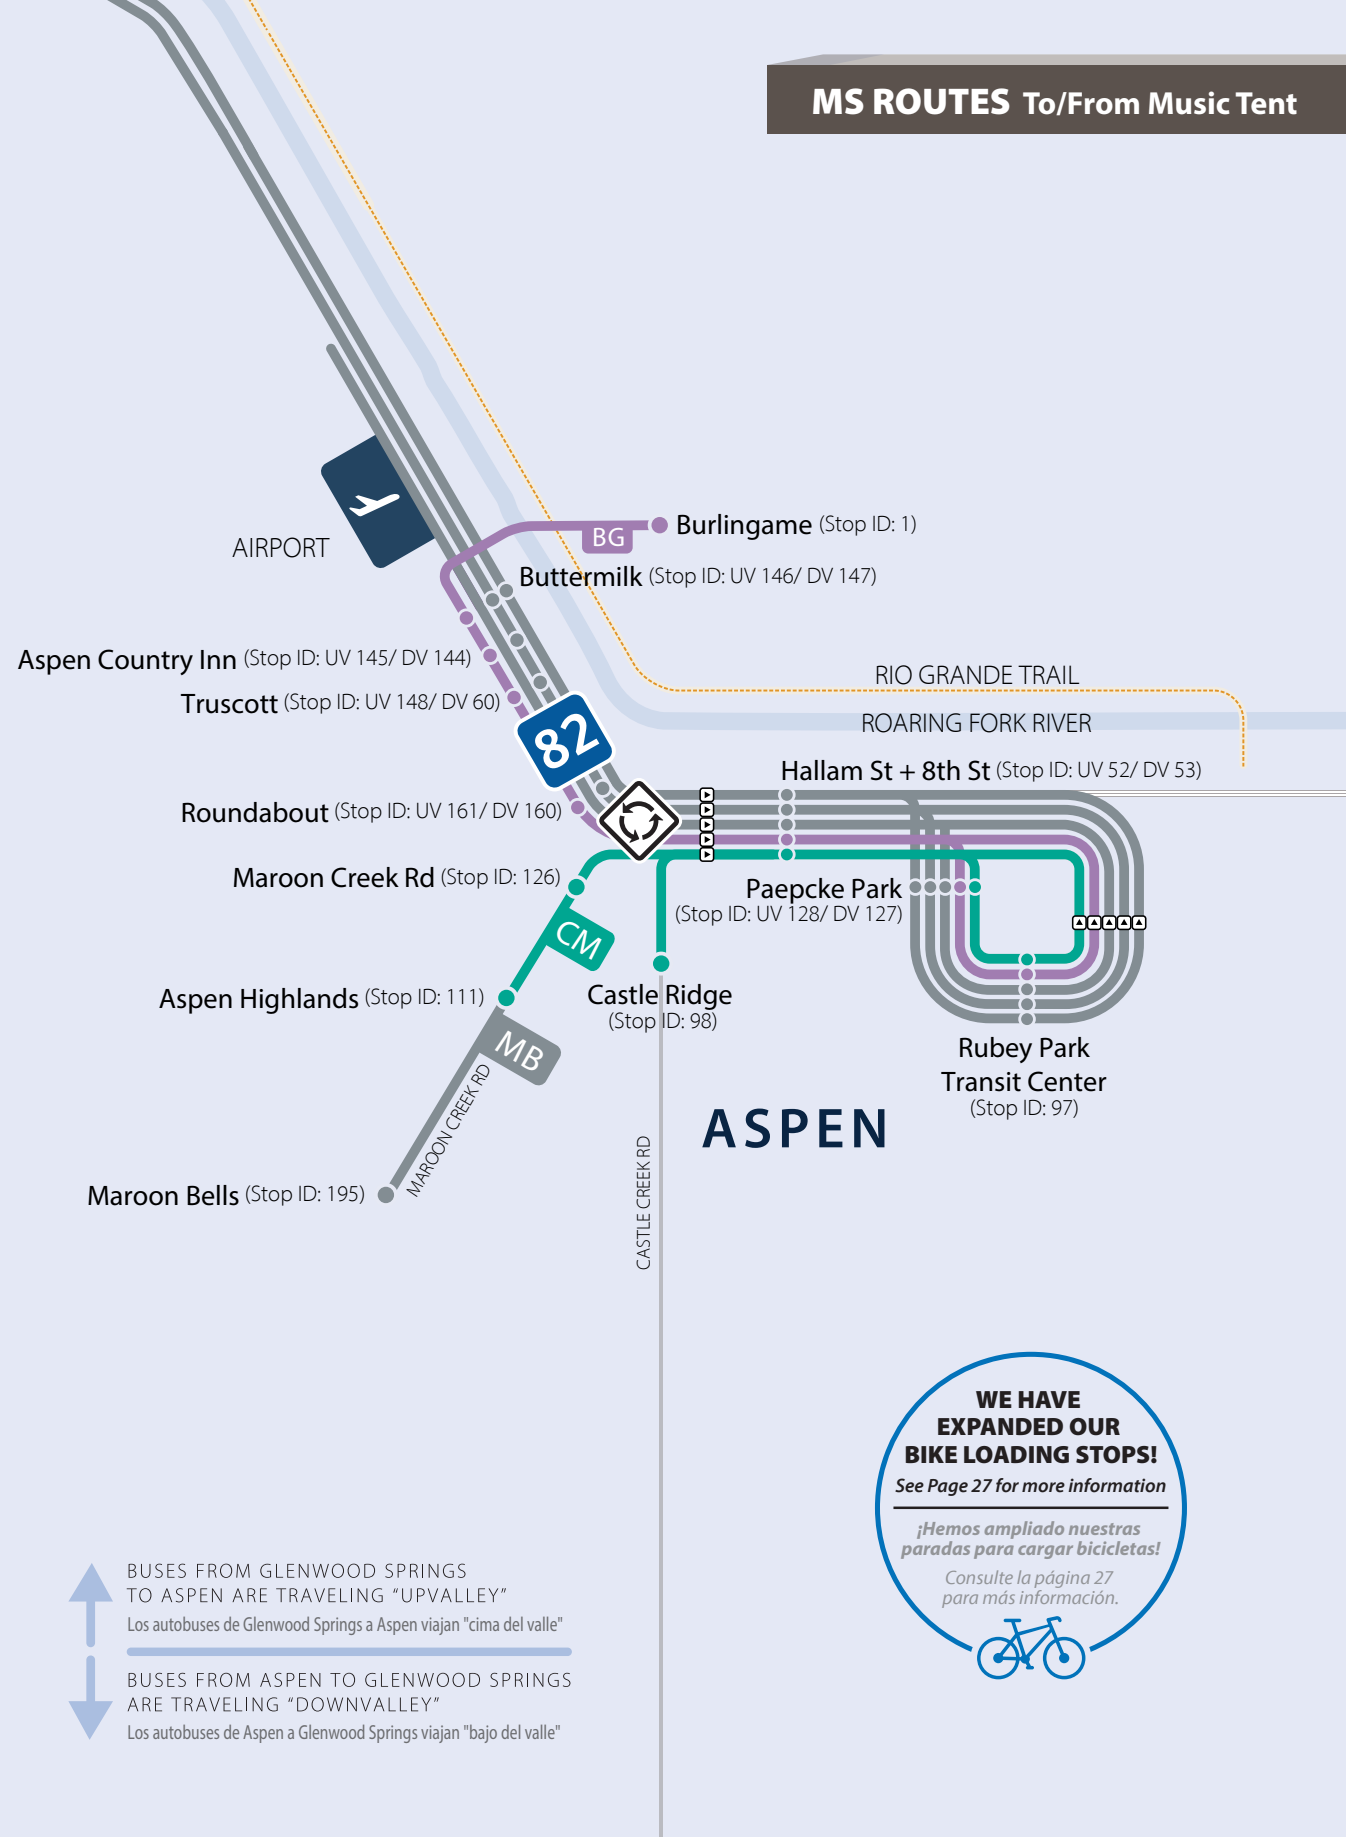 MS ROUTES To/From Music Tent
AIRPORT
BG
Burlingame (Stop ID: 1)
Buttermilk (Stop ID: UV 146/ DV 147)
Aspen Country Inn (Stop ID: UV 145/ DV 144)
Truscott (Stop ID: UV 148/ DV 60)
82
RIO GRANDE TRAIL
ROARING FORK RIVER
Hallam St + 8th St (Stop ID: UV 52/ DV 53)
Roundabout (Stop ID: UV 161/ DV 160)
Maroon Creek Rd (Stop ID: 126)
Paepcke Park
(Stop ID: UV 128/ DV 127)
CM
Aspen Highlands (Stop ID: 111)
Castle Ridge
(Stop ID: 98)
MB
MAROON CREEK RD
Rubey Park
Transit Center
(Stop ID: 97)
ASPEN
CASTLE CREEK RD
Maroon Bells (Stop ID: 195)
WE HAVE
EXPANDED OUR
BIKE LOADING STOPS!
See Page 27 for more information
¡Hemos ampliado nuestras
paradas para cargar bicicletas!
Consulte la página 27
para más información.
BUSES FROM GLENWOOD SPRINGS
TO ASPEN ARE TRAVELING “UPVALLEY”
Los autobuses de Glenwood Springs a Aspen viajan "cima del valle"
BUSES FROM ASPEN TO GLENWOOD SPRINGS
ARE TRAVELING “DOWNVALLEY”
Los autobuses de Aspen a Glenwood Springs viajan "bajo del valle"